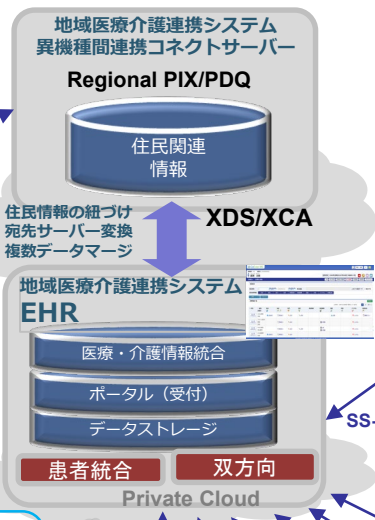 地域医療介護連携システム
異機種間連携コネクトサーバー
Regional PIX/PDQ
住民関連
情報
住民情報の紐づけ
宛先サーバー変換
複数データマージ
XDS/XCA
地域医療介護連携システム
EHR
医療・介護情報統合
ポータル（受付）
データストレージ
SS-
患者統合
双方向
Private Cloud